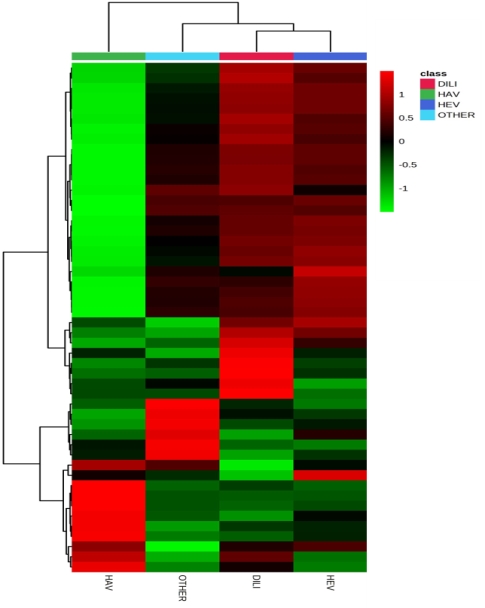 class
DILI
HAV
HEV
OTHER
1
0.5
0
-0.5
-1
HAV
OTHER
DILI
HEV